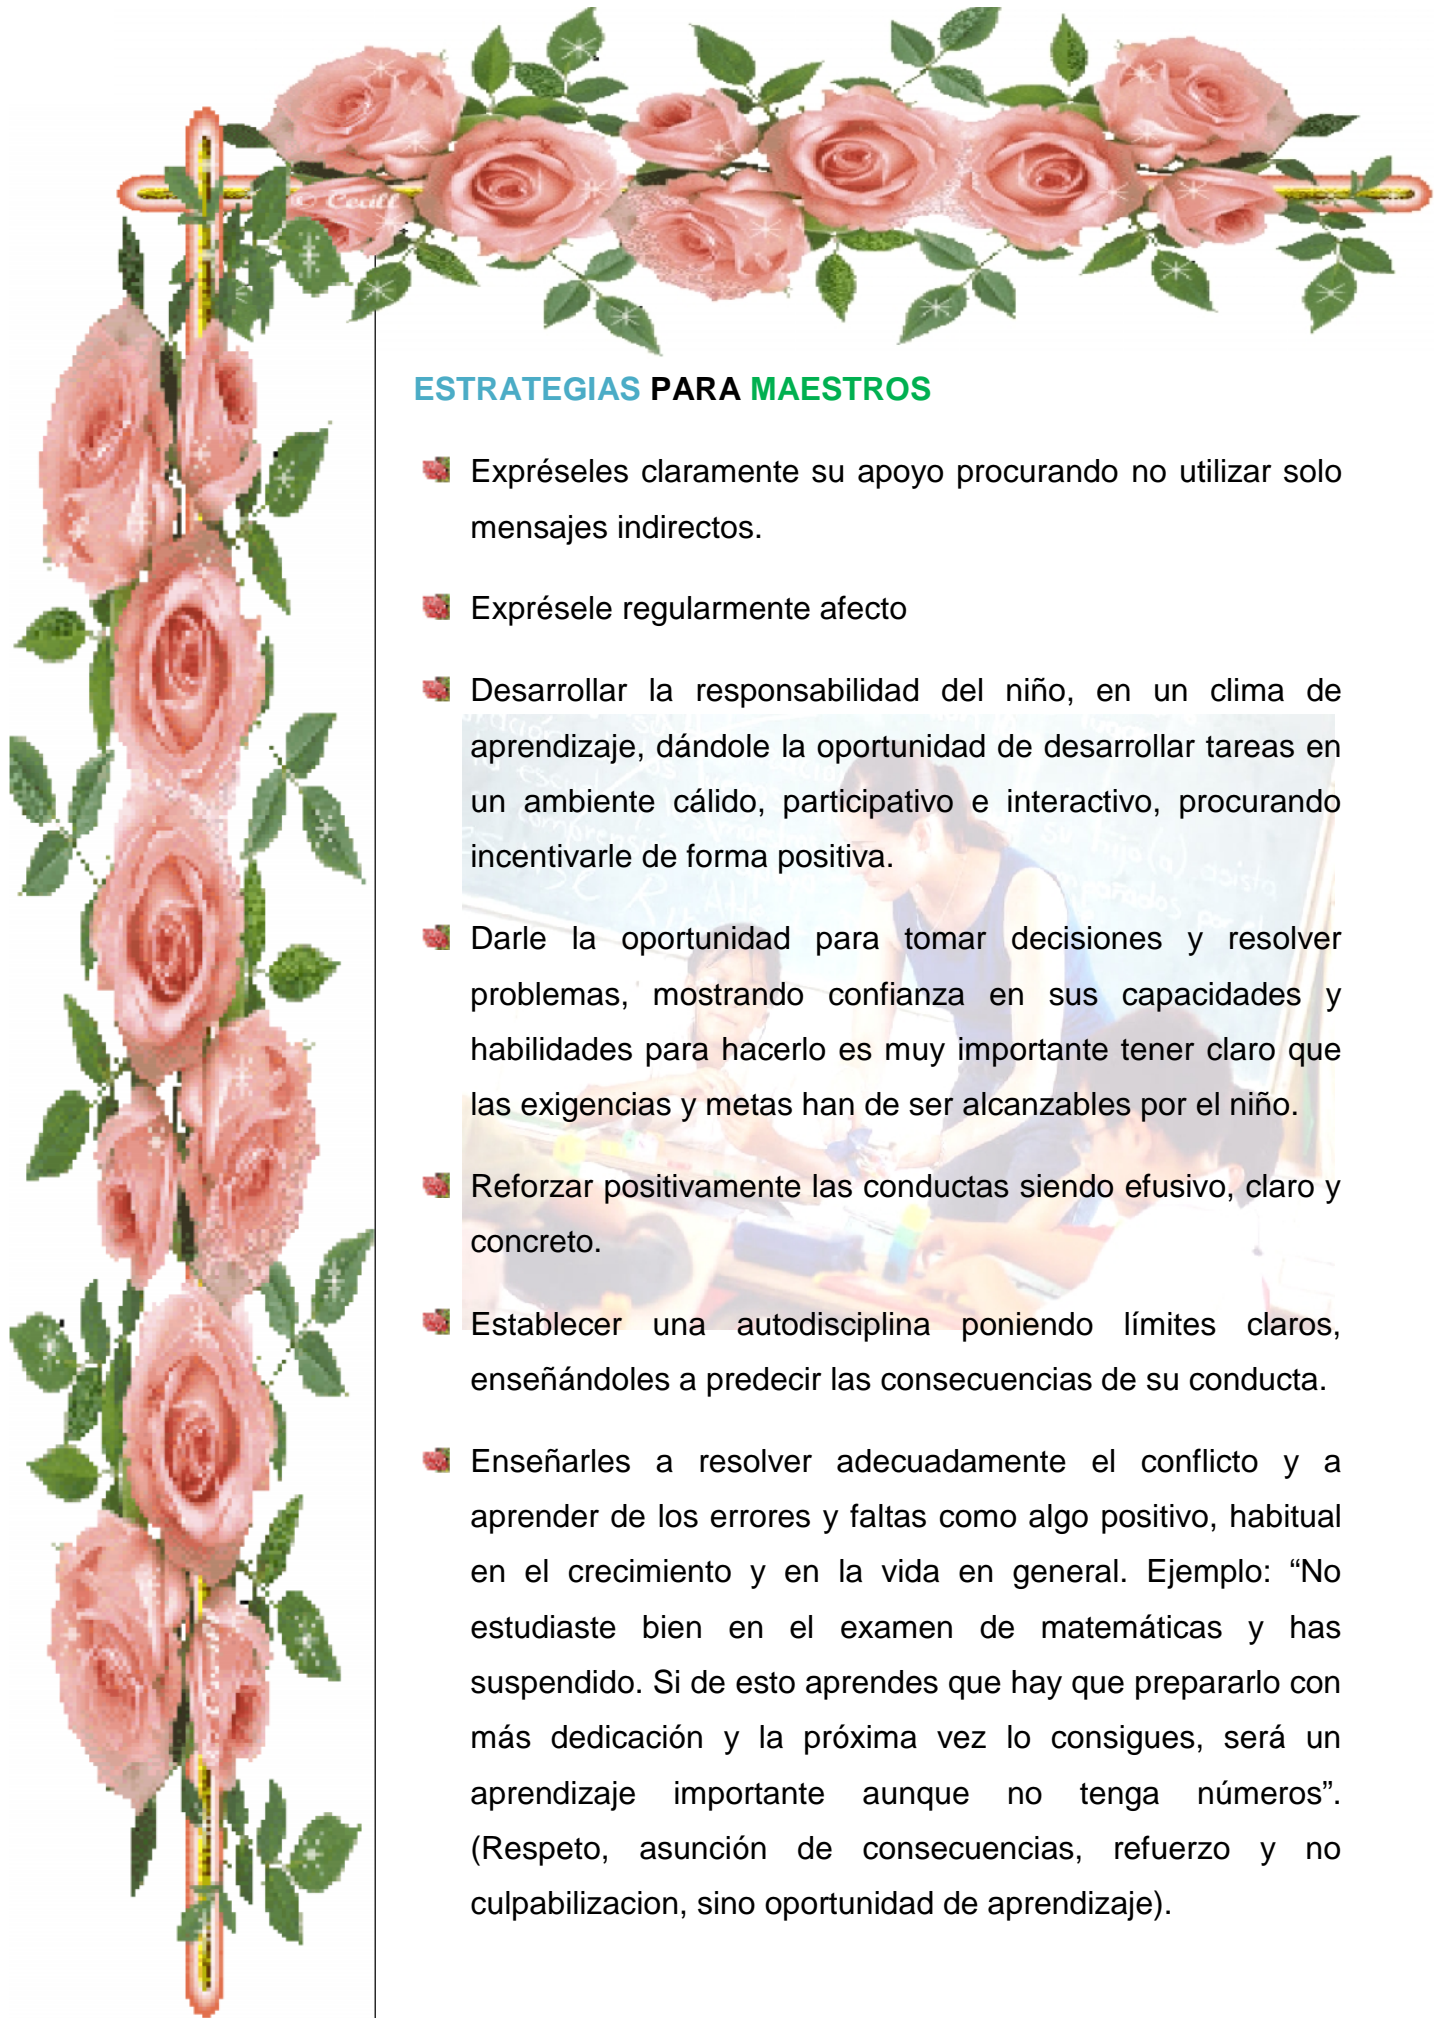 © Cecill
ESTRATEGIAS PARA MAESTROS
Expréseles claramente su apoyo procurando no utilizar solo
mensajes indirectos.
Exprésele regularmente afecto
Desarrollar la responsabilidad del niño, en un clima de
aprendizaje, dándole la oportunidad de desarrollar tareas en
un ambiente cálido, participativo e interactivo, procurando
incentivarle de forma positiva.
Darle la oportunidad para tomar decisiones y resolver
problemas, mostrando confianza en sus capacidades y
habilidades para hacerlo es muy importante tener claro que
las exigencias y metas han de ser alcanzables por el niño.
Reforzar positivamente las conductas siendo efusivo, claro y
concreto.
Establecer una autodisciplina poniendo límites claros,
enseñándoles a predecir las consecuencias de su conducta.
Enseñarles a resolver adecuadamente el conflicto y a
aprender de los errores y faltas como algo positivo, habitual
en el crecimiento y en la vida en general. Ejemplo: “No
estudiaste bien en el examen de matemáticas y has
suspendido. Si de esto aprendes que hay que prepararlo con
más dedicación y la próxima vez lo consigues, será un
aprendizaje importante aunque no tenga números”.
(Respeto, asunción de consecuencias, refuerzo y no
culpabilizacion, sino oportunidad de aprendizaje).